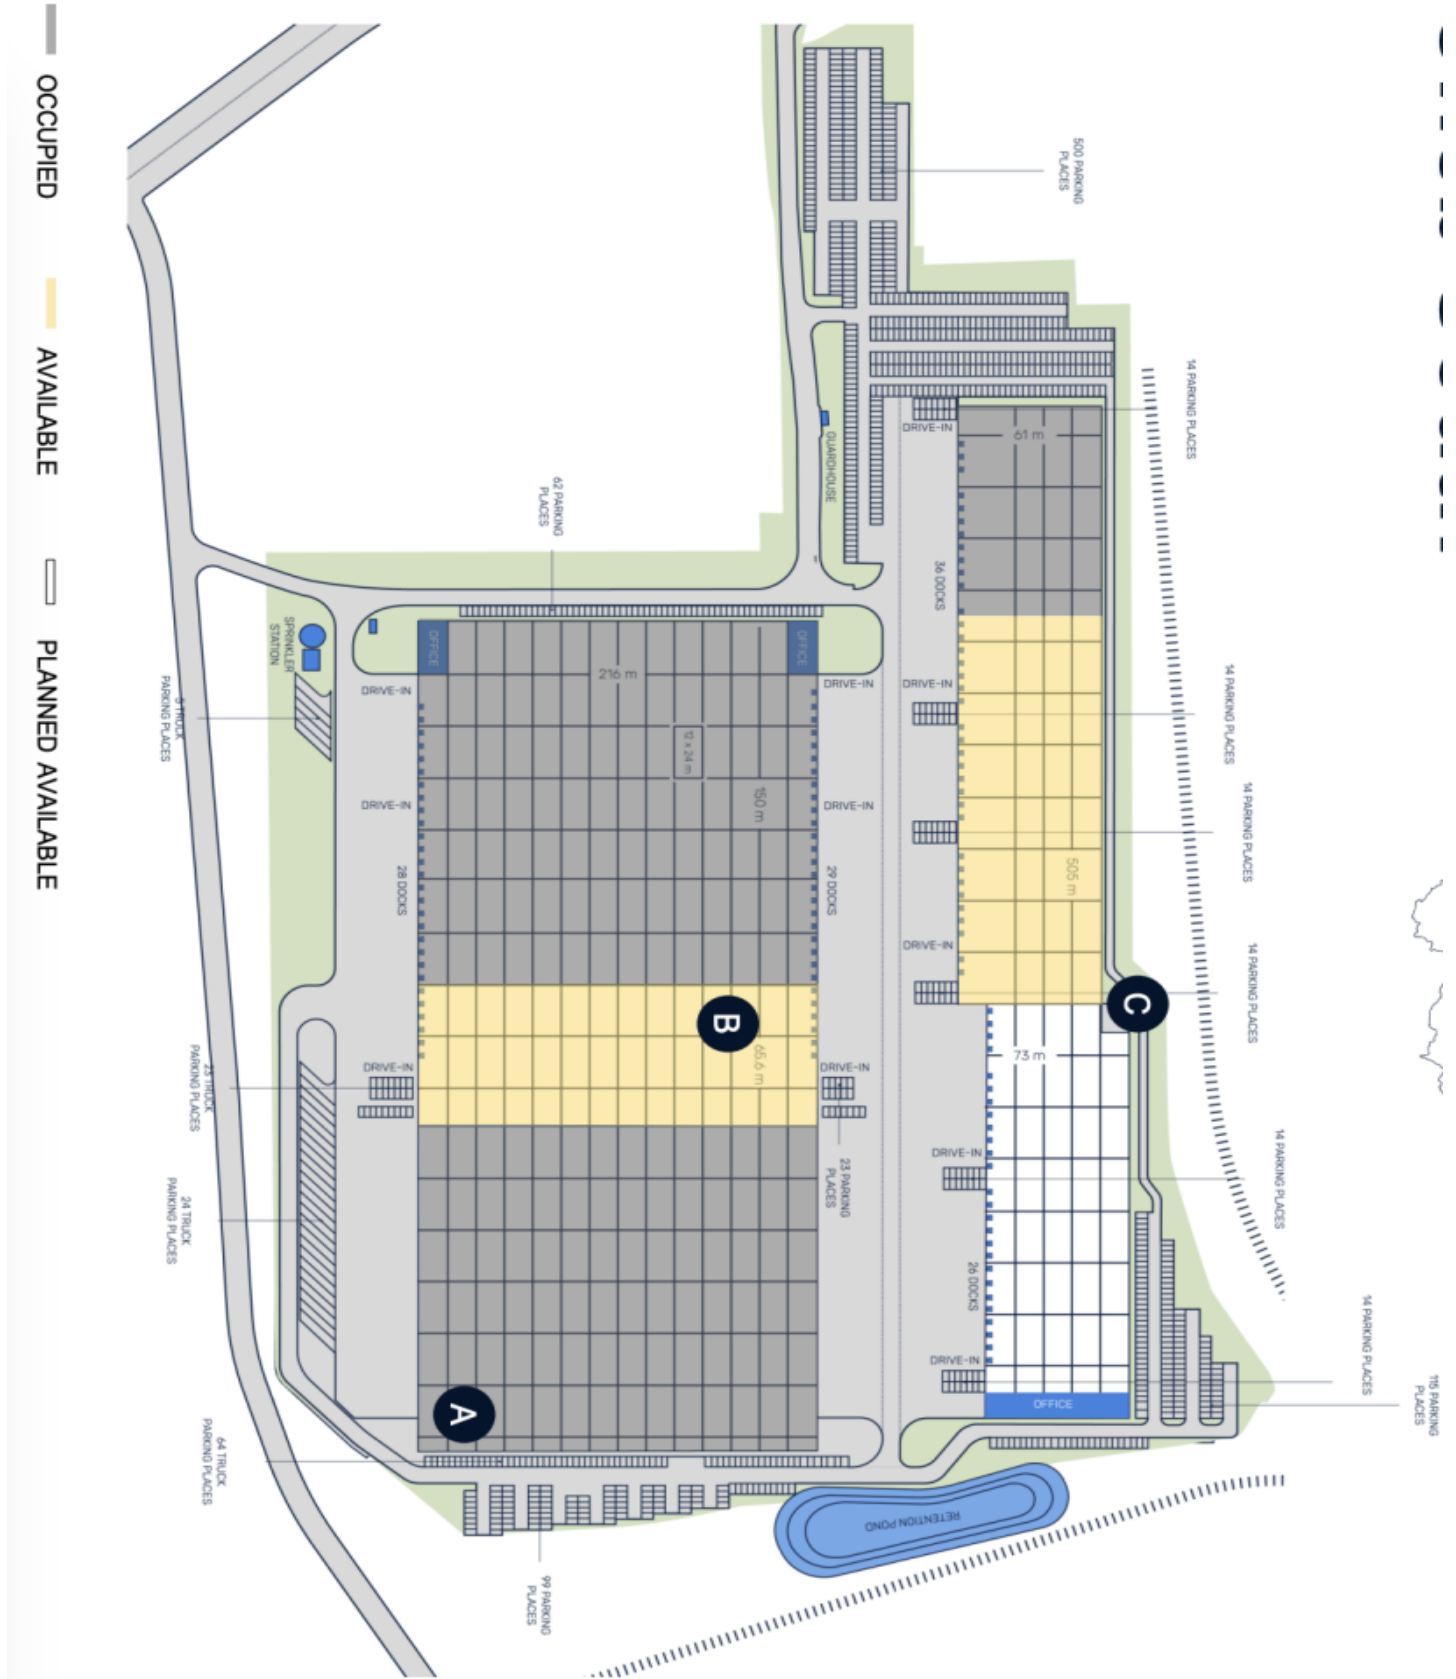 OCCUPIED
AVAILABLE
PLANNED AVAILABLE
500 PARKING
PLACES
14 PARKING PLACES
14 PARKING PLACES
14 PARKING PLACES
14 PARKING PLACES
14 PARKING PLACES
14 PARKING PLACES
115 PARKING
PLACES
DRIVE-IN
61 m
GUARDHOUSE
36 DOCKS
62 PARKING
PLACES
SPRINKLER
STATION
5 TRUCK
PARKING PLACES
OFFICE
OFFICE
216 m
DRIVE-IN
DRIVE-IN
DRIVE-IN
12 x 24 m
150 m
DRIVE-IN
DRIVE-IN
505 m
28 DOCKS
29 DOCKS
DRIVE-IN
C
B
73 m
65.6 m
DRIVE-IN
DRIVE-IN
23 TRUCK
PARKING PLACES
23 PARKING
PLACES
DRIVE-IN
24 TRUCK
PARKING PLACES
26 DOCKS
DRIVE-IN
OFFICE
A
64 TRUCK
PARKING PLACES
RETENTION POND
99 PARKING
PLACES